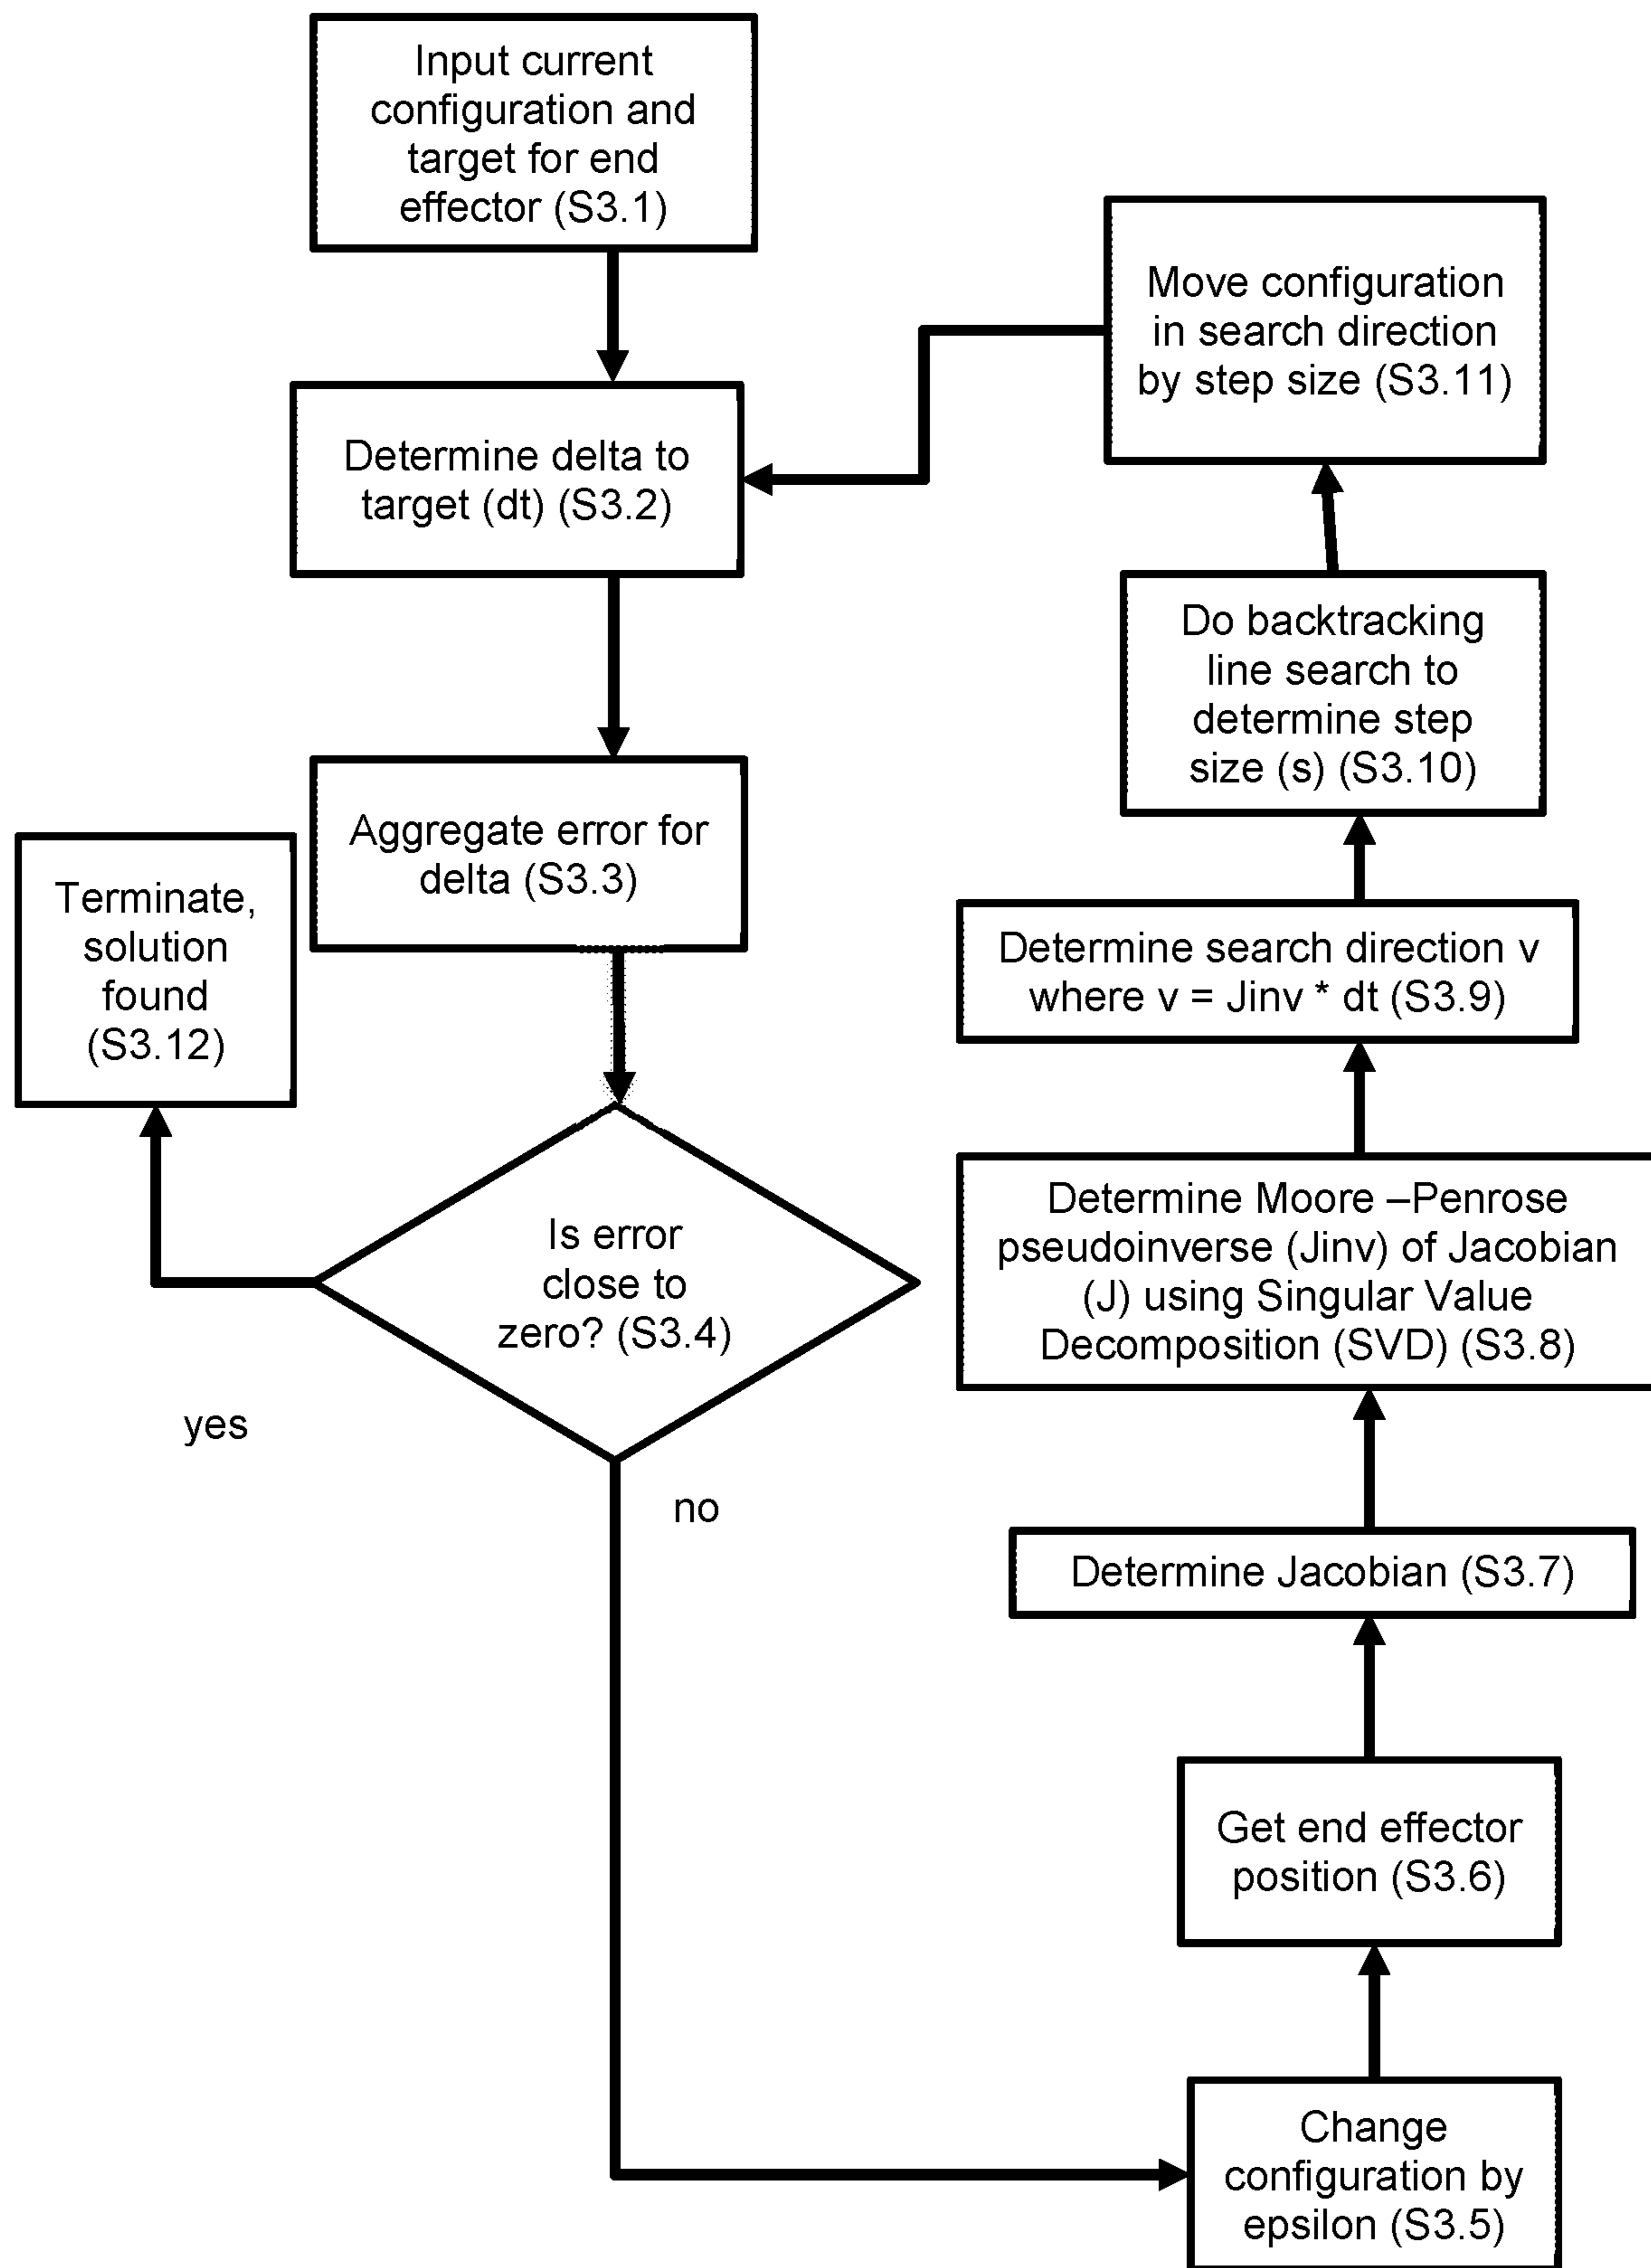 Input current
configuration and
target for end
effector (S3.1)
Determine delta to
target (dt) (S3.2)
Aggregate error for
delta (S3.3)
Is error
close to
zero? (S3.4)
yes
Terminate,
solution
found
(S3.12)
no
Change
configuration by
epsilon (S3.5)
Get end effector
position (S3.6)
Determine Jacobian (S3.7)
Determine Moore –Penrose
pseudoinverse (Jinv) of Jacobian
(J) using Singular Value
Decomposition (SVD) (S3.8)
Determine search direction v
where v = Jinv * dt (S3.9)
Do backtracking
line search to
determine step
size (s) (S3.10)
Move configuration
in search direction
by step size (S3.11)